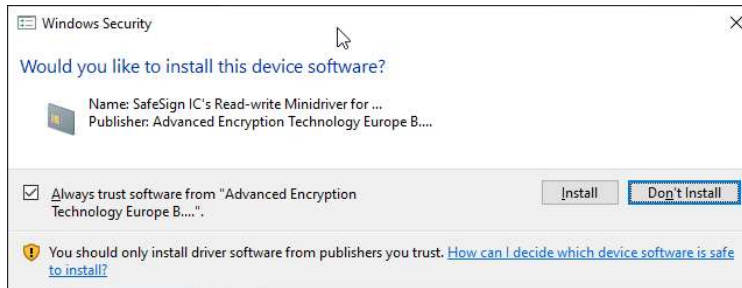 Windows Security
Would you like to install this device software?
Name: SafeSign IC's Read-write Minidriver for ...
Publisher: Advanced Encryption Technology Europe B....
Always trust software from "Advanced Encryption
Technology Europe B....".
Install
Don't Install
You should only install driver software from publishers you trust. How can I decide which device software is safe
to install?